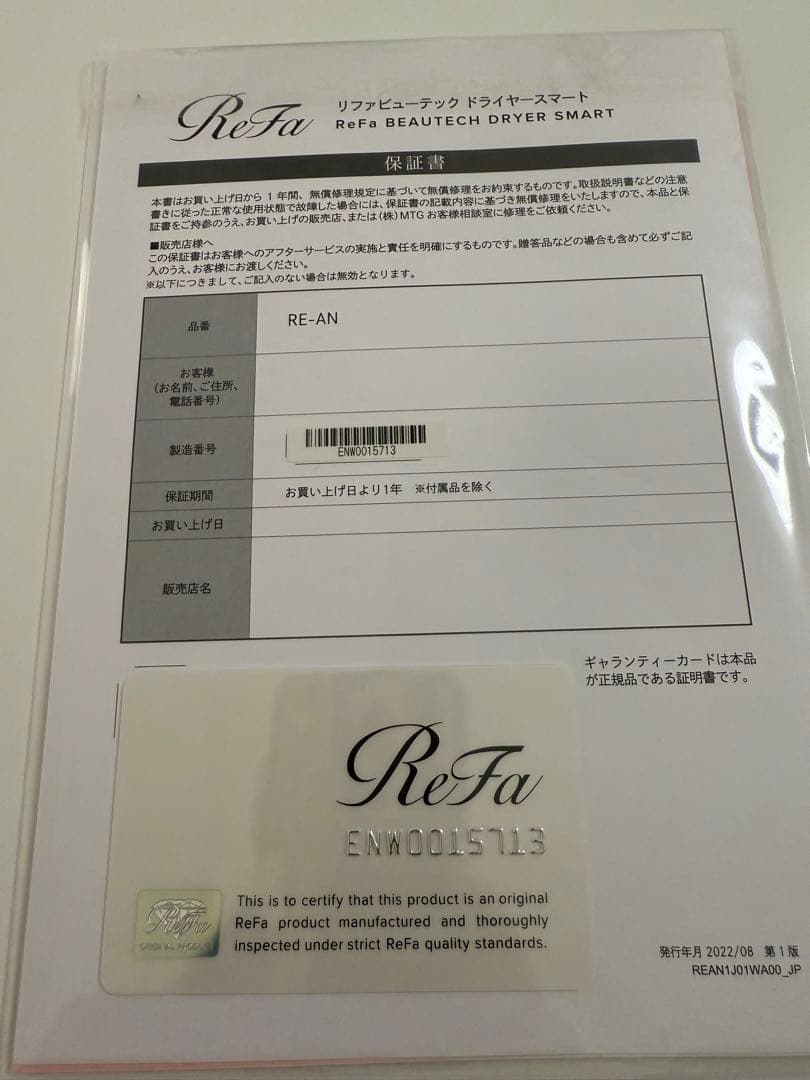 ReFa
リファビューテック ドライヤースマート
ReFa BEAUTECH DRYER SMART
保証書
本書はお買い上げ日から 1 年間、無償修理規定に基づいて無償修理をお約束するものです。取扱説明書などの注意
書きに従った正常な使用状態で故障した場合には、保証書の記載内容に基づき無償修理をいたしますので、本品と保
証書をご持参のうえ、お買い上げの販売店、または(株)MTG お客様相談室に修理をご依頼ください。
■販売店様へ
この保証書はお客様へのアフターサービスの実施と責任を明確にするものです。贈答品などの場合も含めて必ずご記
入のうえ、お客様にお渡しください。
※以下につきまして、ご記入のない場合は無効となります。
品番
RE-AN
お客様
(お名前、ご住所、
電話番号)
製造番号
ENW0015713
保証期間
お買い上げ日より1年 ※付属品を除く
お買い上げ日
販売店名
ギャランティーカードは本品
が正規品である証明書です。
ReFa
ENW0015713
This is to certify that this product is an original
ReFa product manufactured and thoroughly
inspected under strict ReFa quality standards.
ReFa
ORIGINAL PRODUCT
発行年月 2022/08 第 1 版
REAN1J01WA00_JP